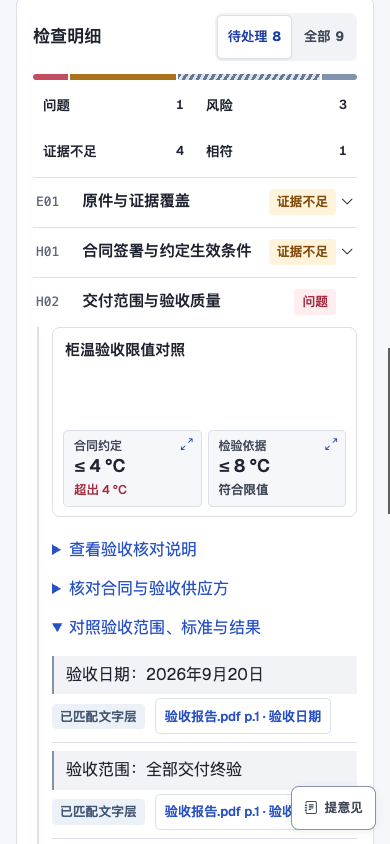 检查明细
待处理 8
全部 9
问题 1 风险 3
证据不足 4 相符 1
E01 原件与证据覆盖 证据不足
H01 合同签署与约定生效条件 证据不足
H02 交付范围与验收质量 问题
柜温验收限值对照
合同约定
≤ 4 ℃
超出 4 ℃
检验依据
≤ 8 ℃
符合限值
查看验收核对说明
核对合同与验收供应方
对照验收范围、标准与结果
验收日期：2026年9月20日
已匹配文字层 验收报告.pdf p.1 · 验收日期
验收范围：全部交付终验
已匹配文字层 验收报告.pdf p.1 · 验收
提意见